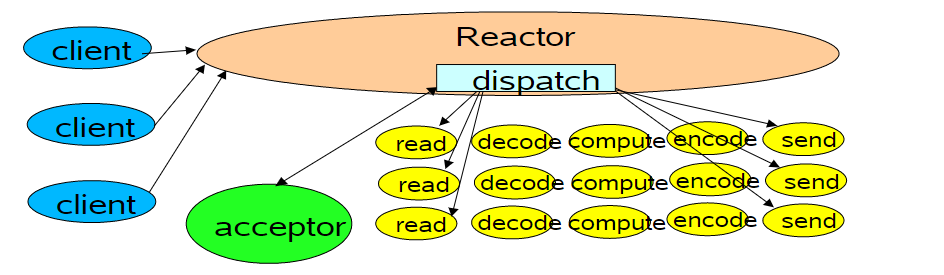 client
Reactor
dispatch
client
read decode compute encode send
read decode compute encode send
client
acceptor
read decode compute encode send